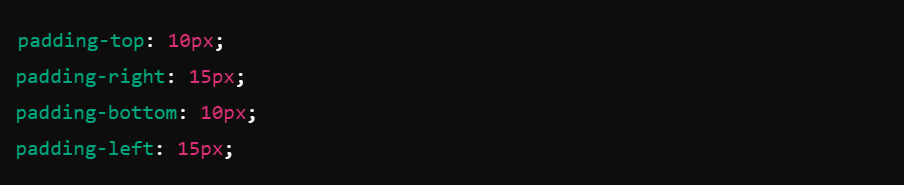 padding-top: 10px;
padding-right: 15px;
padding-bottom: 10px;
padding-left: 15px;